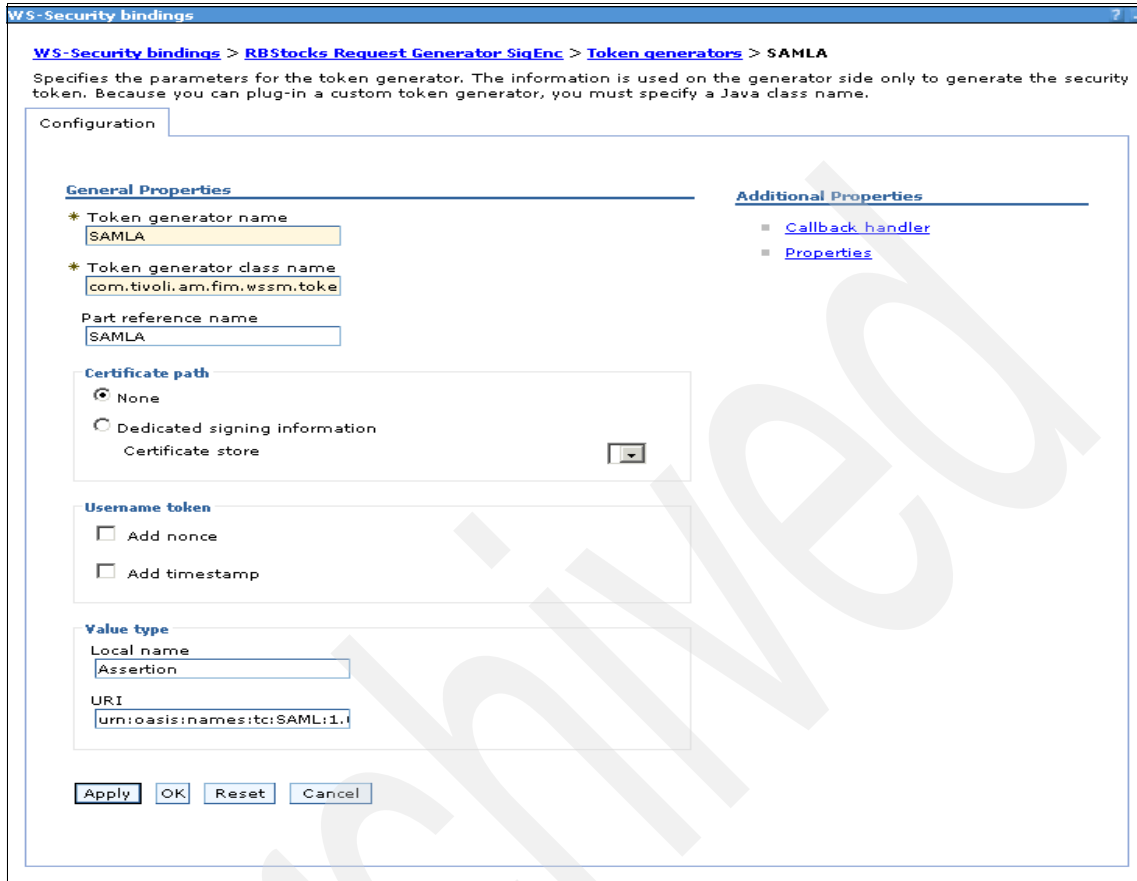 WS-Security bindings
?
WS-Security bindings > RBStocks Request Generator SigEnc > Token generators > SAMLA
Specifies the parameters for the token generator. The information is used on the generator side only to generate the security
token. Because you can plug-in a custom token generator, you must specify a Java class name.
Configuration
General Properties
* Token generator name
SAMLA
* Token generator class name
com.tivoli.am.fim.wssm.toke
Part reference name
SAMLA
Certificate path
None
Dedicated signing information
Certificate store
Username token
Add nonce
Add timestamp
Value type
Local name
Assertion
URI
urn:oasis:names:tc:SAML:1.
Apply OK Reset Cancel
Additional Properties
Callback handler
Properties
chived